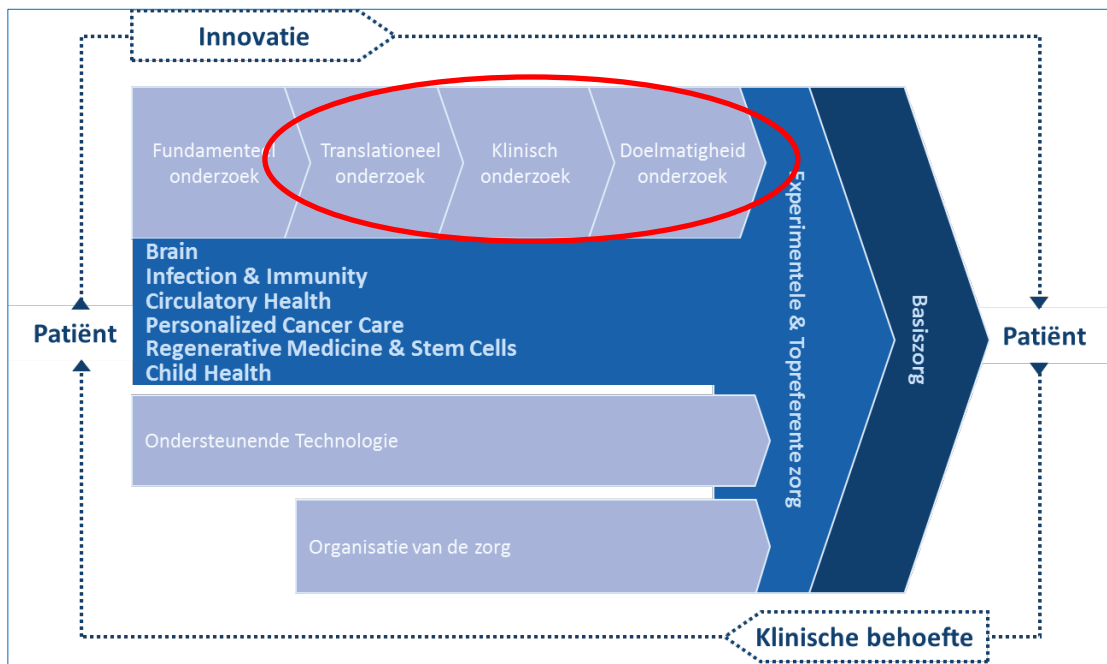 Innovatie
Fundamenteel
onderzoek
Translationeel
onderzoek
Klinisch
onderzoek
Doelmatigheid
onderzoek
Brain
Infection & Immunity
Circulatory Health
Personalized Cancer Care
Regenerative Medicine & Stem Cells
Child Health
Patiënt
Experimentele & Topreferente zorg
Basiszorg
Patiënt
Ondersteunende Technologie
Organisatie van de zorg
Klinische behoefte